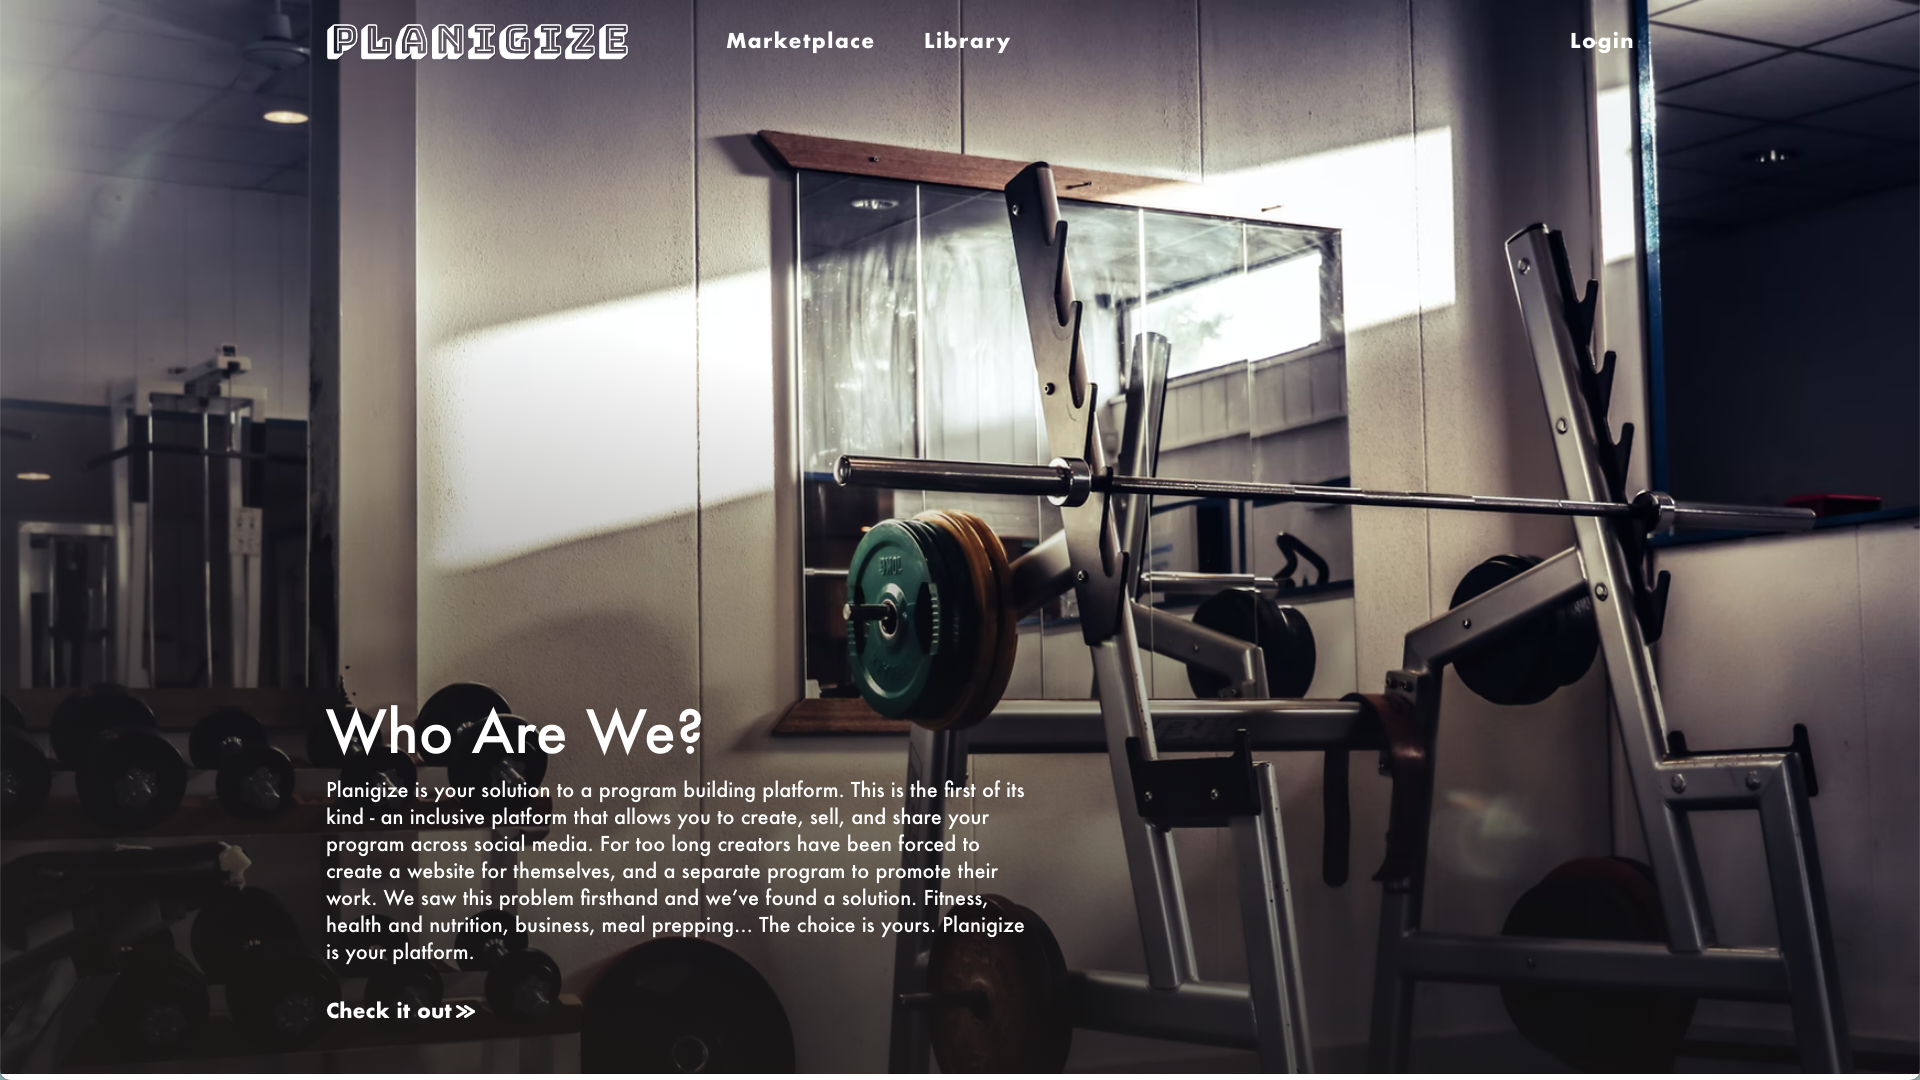 PLANIGIZE
Marketplace
Library
Login
Who Are We?
Planigize is your solution to a program building platform. This is the first of its
kind - an inclusive platform that allows you to create, sell, and share your
program across social media. For too long creators have been forced to
create a website for themselves, and a separate program to promote their
work. We saw this problem firsthand and we’ve found a solution. Fitness,
health and nutrition, business, meal prepping... The choice is yours. Planigize
is your platform.
Check it out